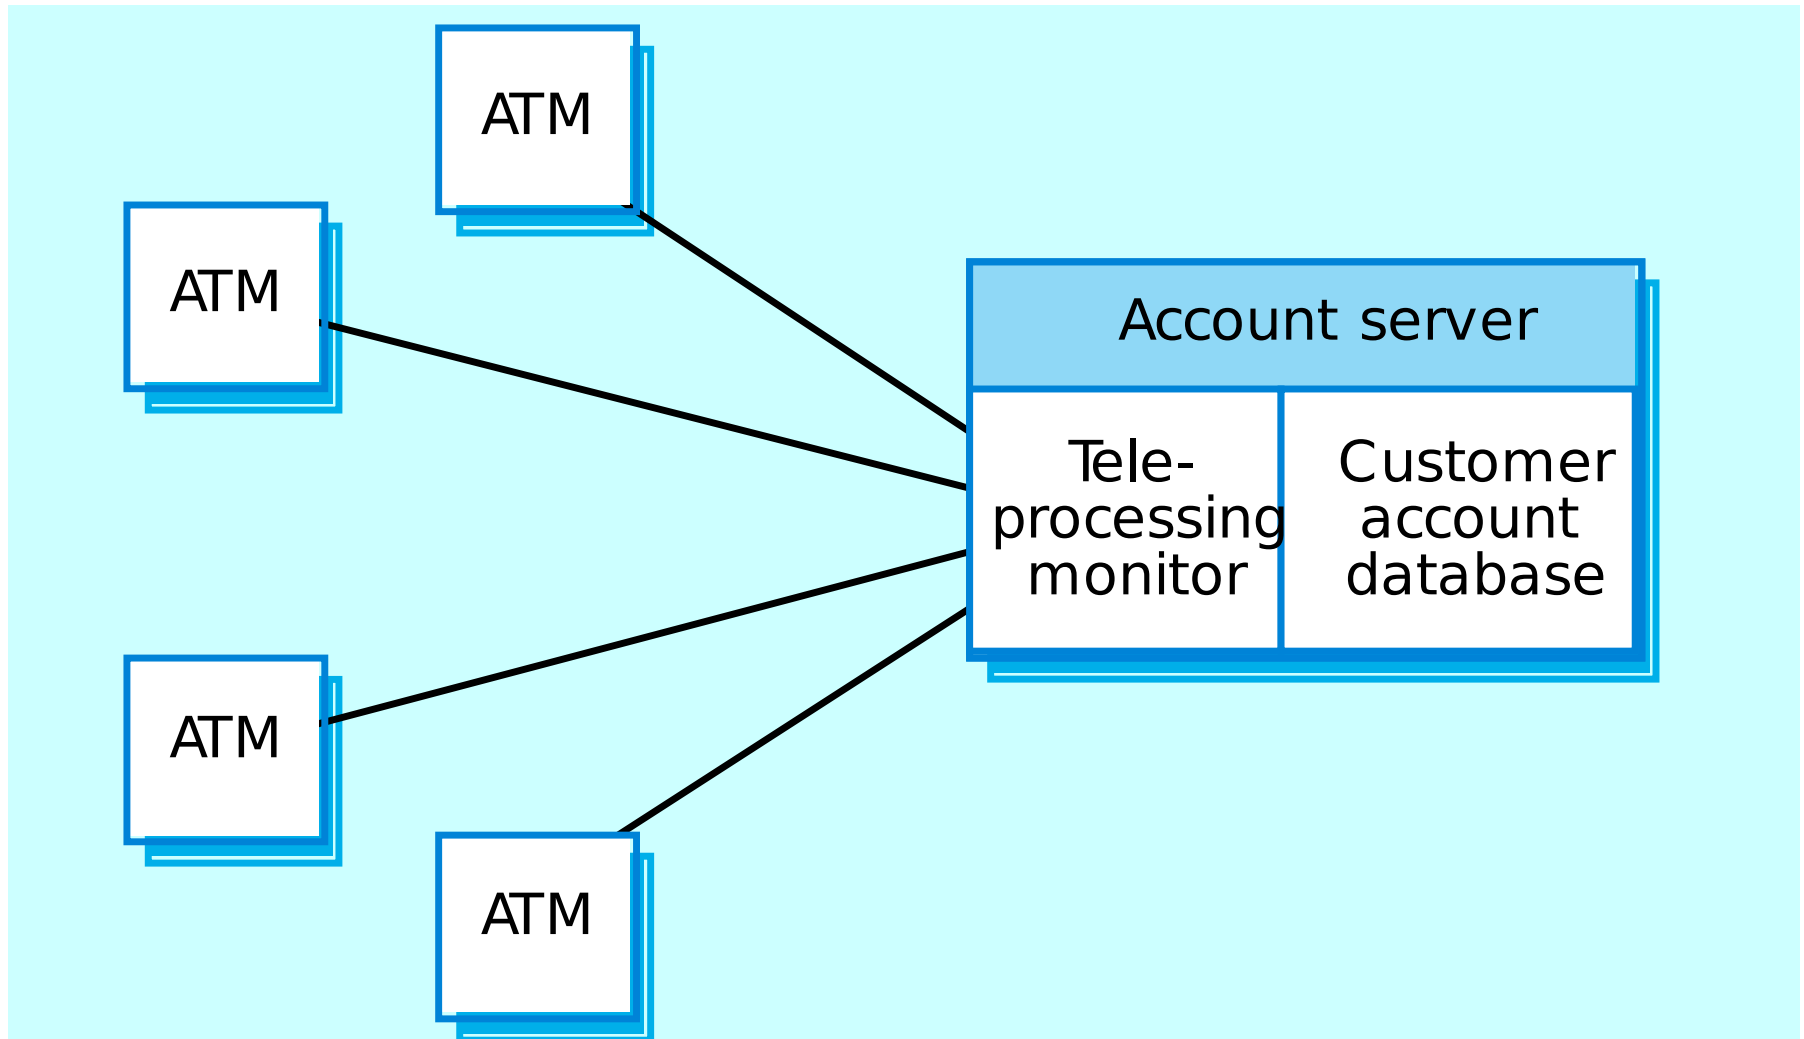 ATM
ATM
Account server
Tele-
processing
monitor
Customer
account
database
ATM
ATM